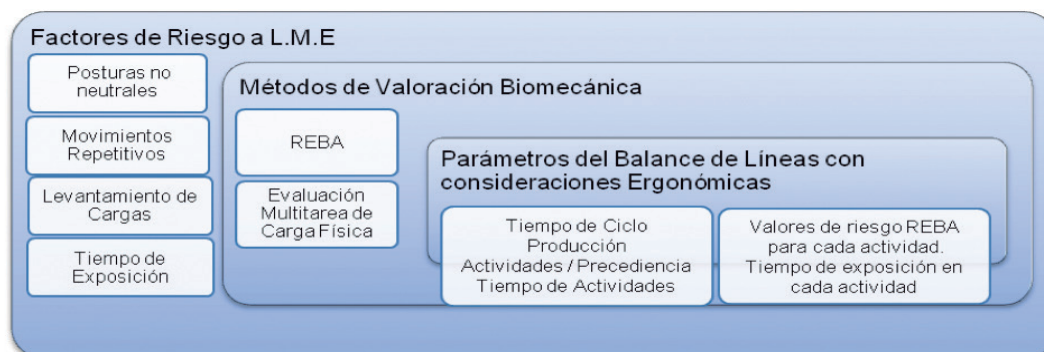 Factores de Riesgo a L.M.E
Posturas no
neutrales
Movimientos
Repetitivos
Levantamiento de
Cargas
Tiempo de
Exposición
Métodos de Valoración Biomecánica
REBA
Evaluación
Multitarea de
Carga Física
Parámetros del Balance de Líneas con
consideraciones Ergonómicas
Tiempo de Ciclo
Producción
Actividades / Precediencia
Tiempo de Actividades
Valores de riesgo REBA
para cada actividad.
Tiempo de exposición en
cada actividad